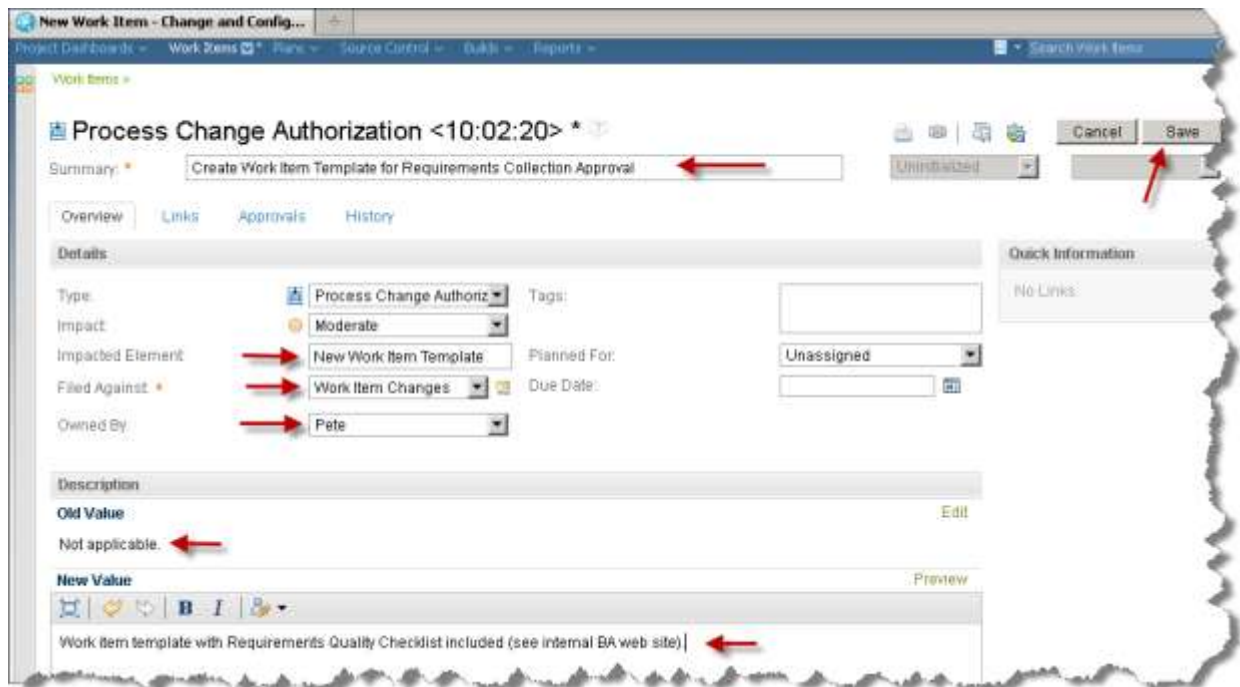 New Work Item - Change and Config...
Project Dashboards Work Items Plans Source Control Builds Reports Search Work Items
Work Items »
Process Change Authorization <10:02:20> *
Cancel Save
Summary: * Create Work Item Template for Requirements Collection Approval Uninitialized
Overview Links Approvals History
Details Quick Information
Type: Process Change Authoriz Tags: No Links
Impact: Moderate
Impacted Element: New Work Item Template Planned For: Unassigned
Filed Against: * Work Item Changes Due Date:
Owned By: Pete
Description
Old Value Edit
Not applicable.
New Value Preview
B I
Work item template with Requirements Quality Checklist included (see internal BA web site)